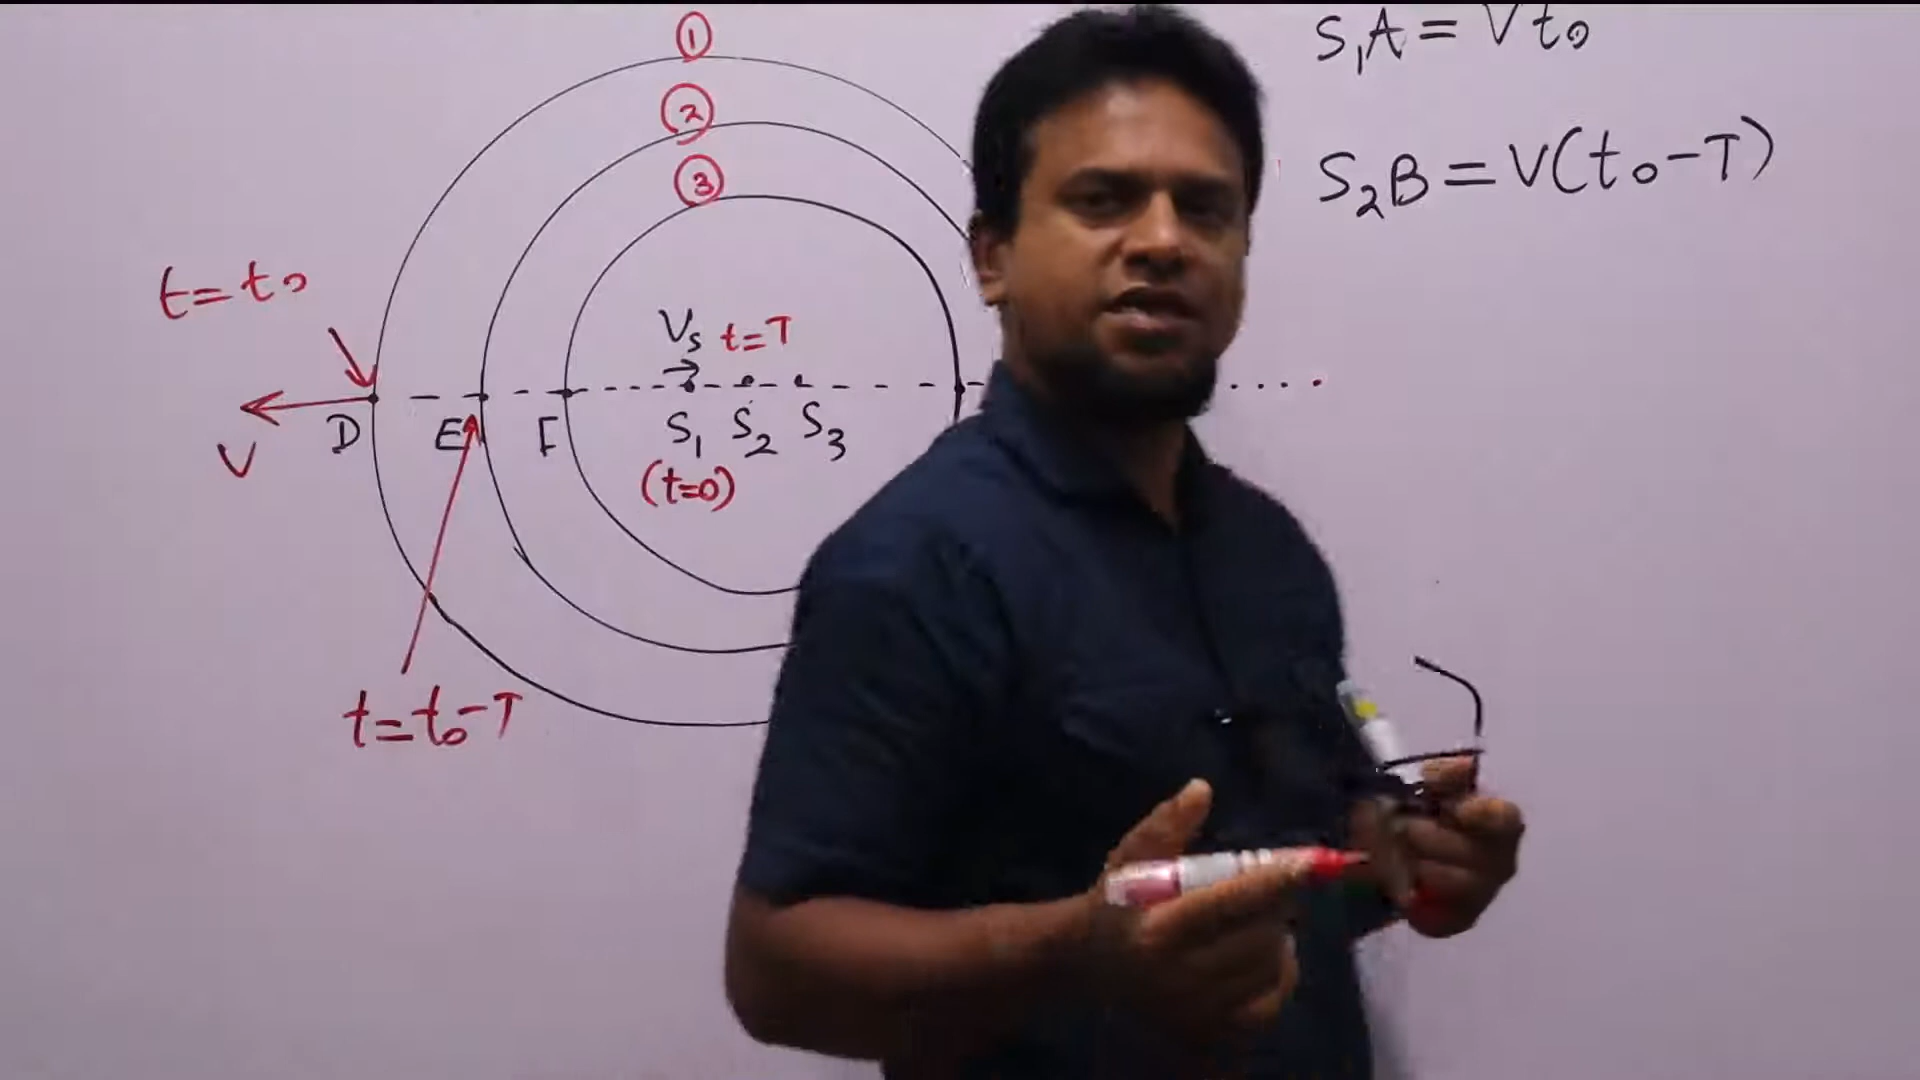 ①
②
③
S₁A = Vt₀
S₂B = V(t₀-T)
t = t₀
Vₛ t=T
V D E F S₁ S₂ S₃
(t=0)
t = t₀-T